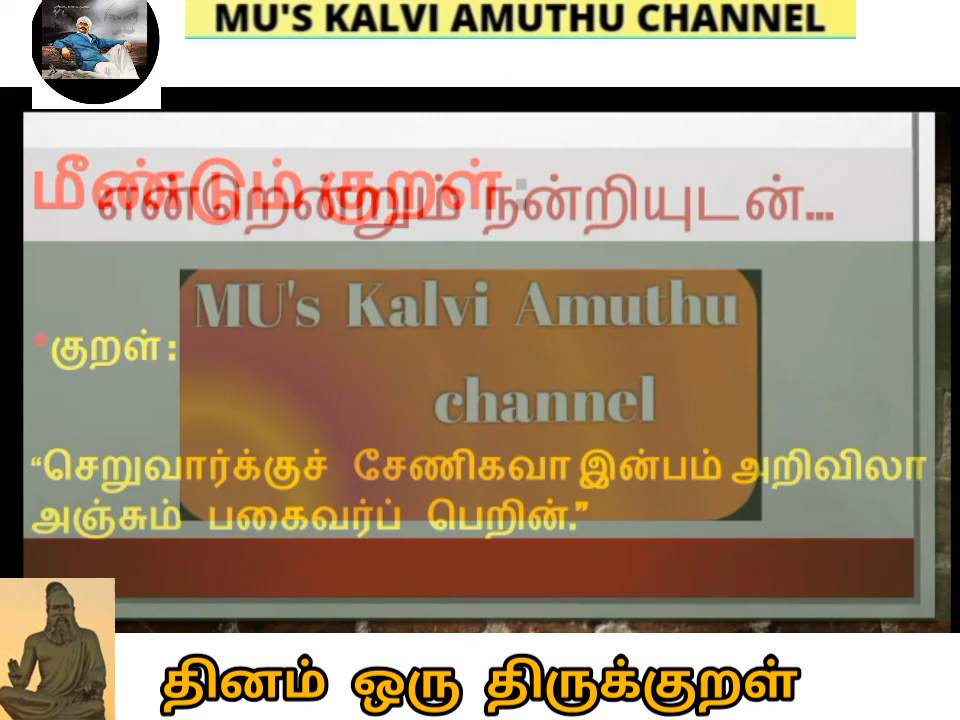 MU'S KALVI AMUTHU CHANNEL
மீண்டும் குறள் :
என்றென்றும் நன்றியுடன்...
MU's Kalvi Amuthu
channel
•குறள் :
“செறுவார்க்குச் சேணிகவா இன்பம் அறிவிலா
அஞ்சும் பகைவர்ப் பெறின்.”
தினம் ஒரு திருக்குறள்